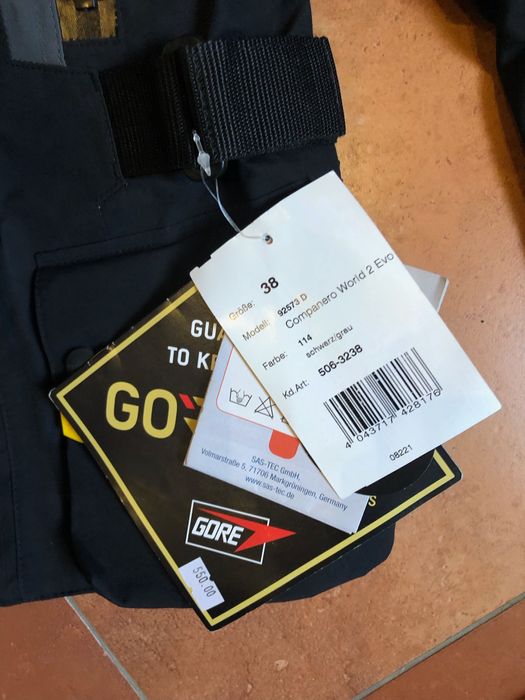 Größe: 38
Modell: 92573 D
Companero World 2 Evo
Farbe: 114
schwarz/grau
Kd.Art: 506-3238
4 043717 428176
08221
TO
GO
SAS-TEC GmbH,
Volmarstraße 5, 71706 Markgröningen, Germany
www.sas-tec.de
S
GORE
550.00